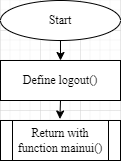 Start
Define logout()
Return with
function mainui()